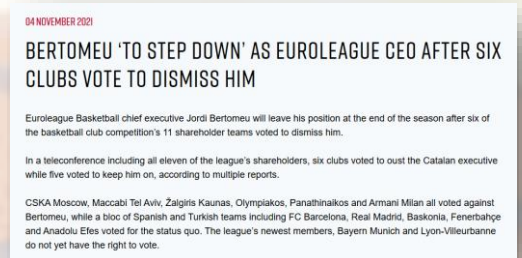 04 NOVEMBER 2021
BERTOMEU ‘TO STEP DOWN’ AS EUROLEAGUE CEO AFTER SIX
CLUBS VOTE TO DISMISS HIM
Euroleague Basketball chief executive Jordi Bertomeu will leave his position at the end of the season after six of
the basketball club competition’s 11 shareholder teams voted to dismiss him.
In a teleconference including all eleven of the league’s shareholders, six clubs voted to oust the Catalan executive
while five voted to keep him on, according to multiple reports.
CSKA Moscow, Maccabi Tel Aviv, Žalgiris Kaunas, Olympiakos, Panathinaikos and Armani Milan all voted against
Bertomeu, while a bloc of Spanish and Turkish teams including FC Barcelona, Real Madrid, Baskonia, Fenerbahçe
and Anadolu Efes voted for the status quo. The league’s newest members, Bayern Munich and Lyon-Villeurbanne
do not yet have the right to vote.